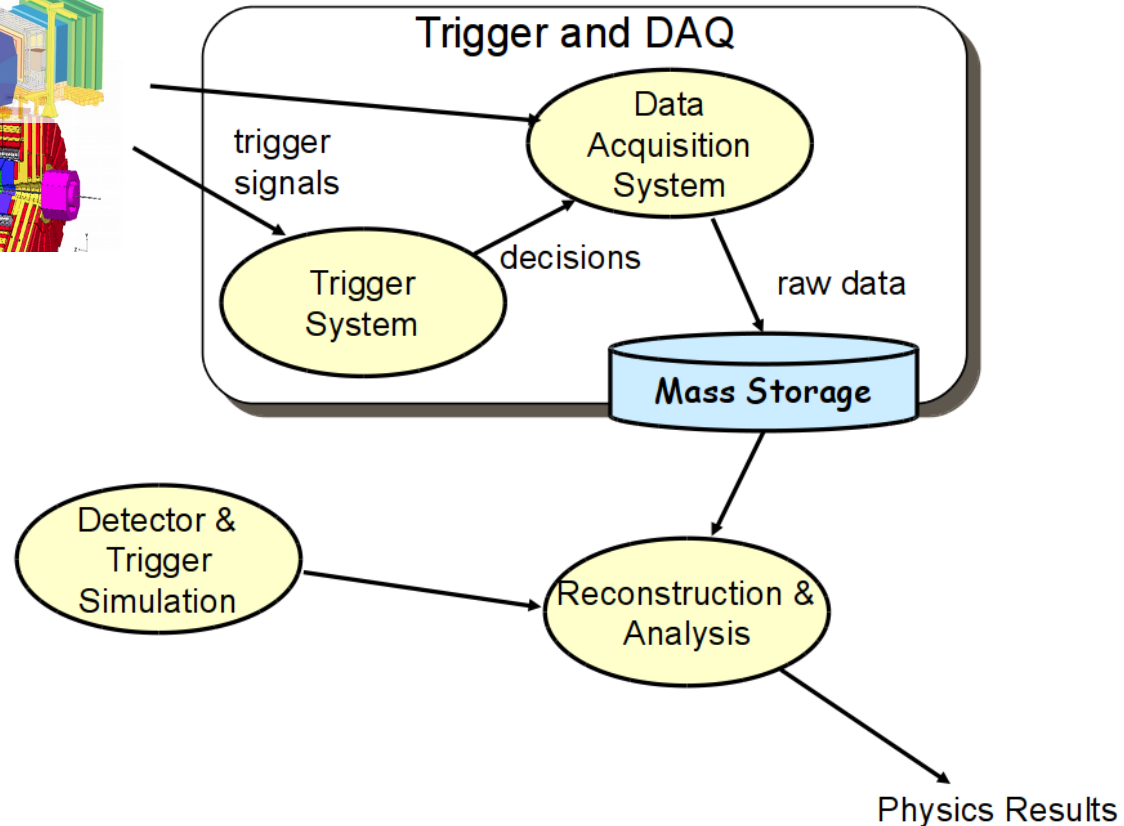 Trigger and DAQ
Data
Acquisition
System
trigger
signals
decisions
Trigger
System
raw data
Mass Storage
Detector &
Trigger
Simulation
Reconstruction &
Analysis
Physics Results